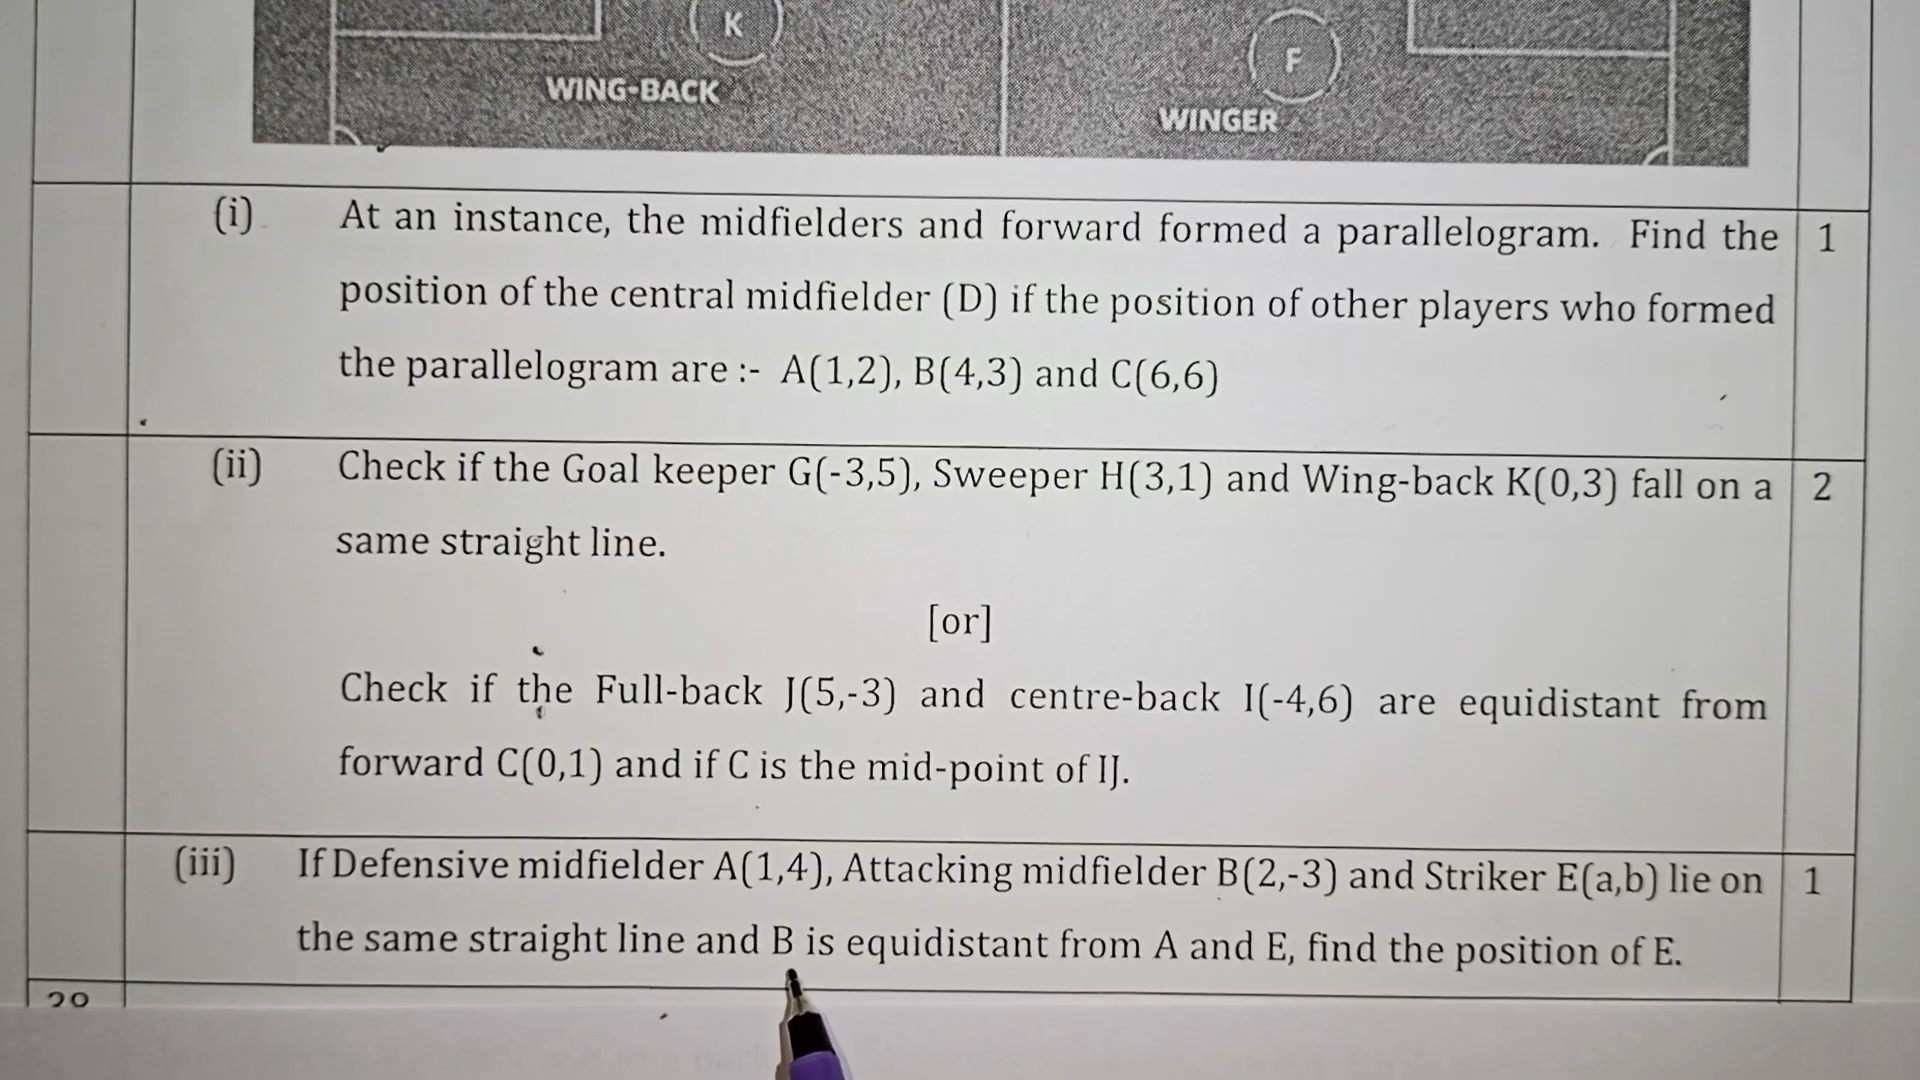 K
F
WING-BACK
WINGER
(i) At an instance, the midfielders and forward formed a parallelogram. Find the 1
position of the central midfielder (D) if the position of other players who formed
the parallelogram are :- A(1,2), B(4,3) and C(6,6)
(ii) Check if the Goal keeper G(-3,5), Sweeper H(3,1) and Wing-back K(0,3) fall on a 2
same straight line.
[or]
Check if the Full-back J(5,-3) and centre-back I(-4,6) are equidistant from
forward C(0,1) and if C is the mid-point of IJ.
(iii) If Defensive midfielder A(1,4), Attacking midfielder B(2,-3) and Striker E(a,b) lie on 1
the same straight line and B is equidistant from A and E, find the position of E.